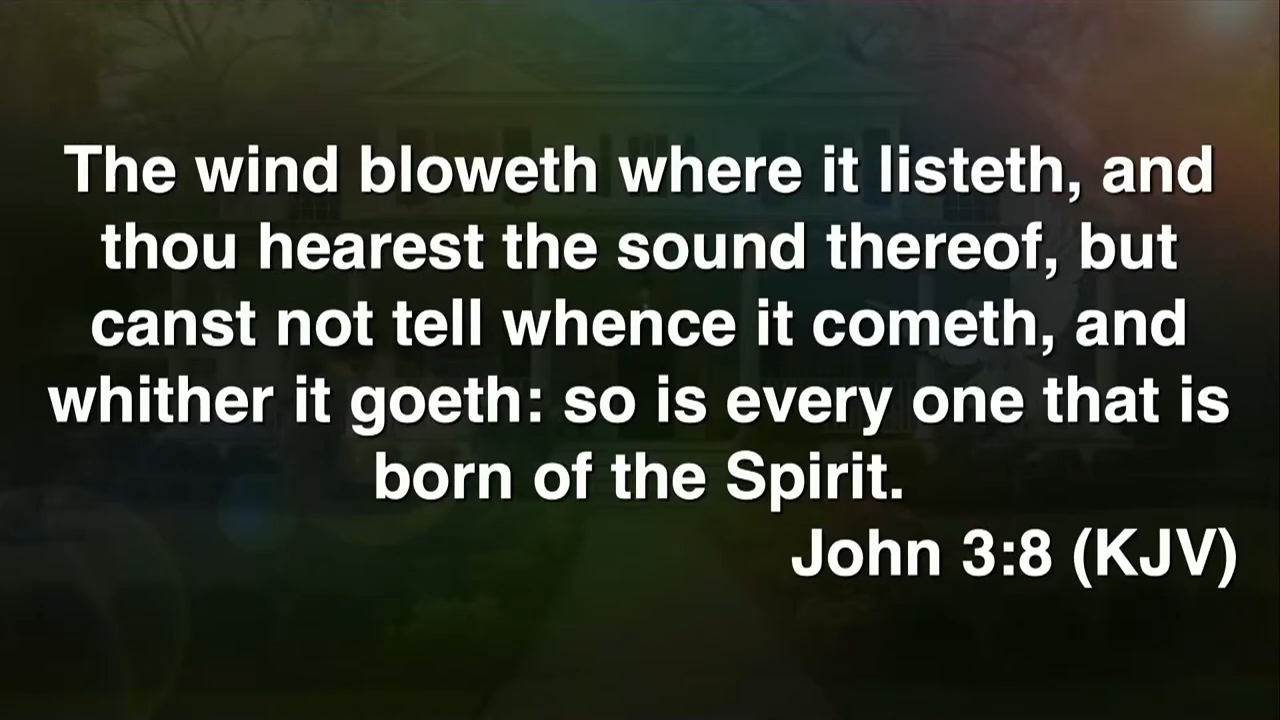 The wind bloweth where it listeth, and
thou hearest the sound thereof, but
canst not tell whence it cometh, and
whither it goeth: so is every one that is
born of the Spirit.
John 3:8 (KJV)